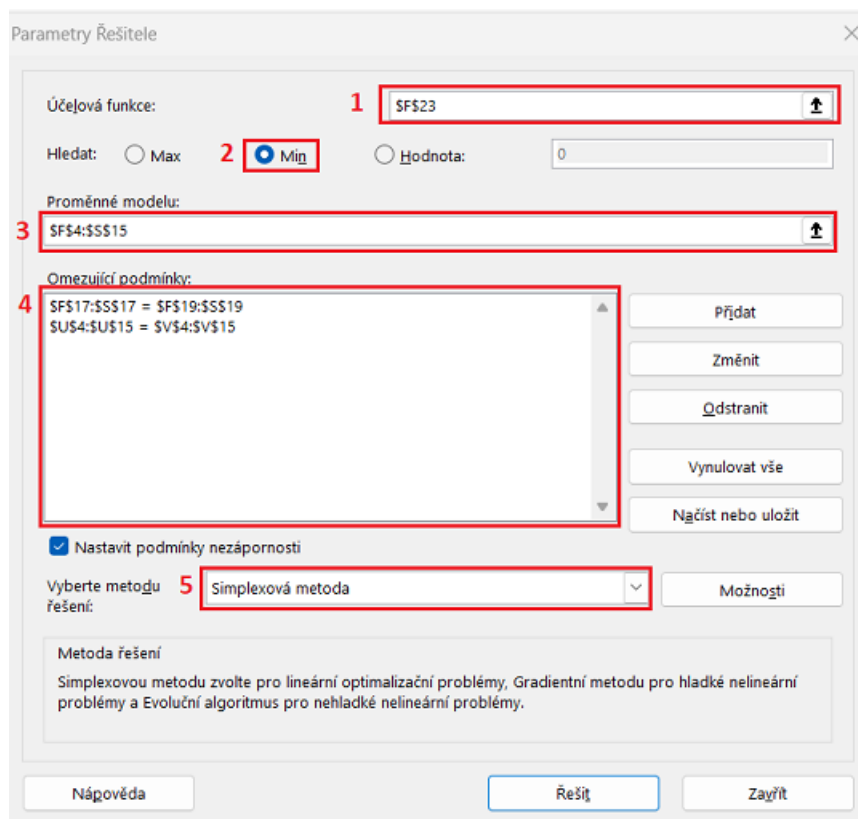 Parametry Řešitele
Účelová funkce:
1
$F$23
Hledat:
Max
2
Min
Hodnota:
0
Proměnné modelu:
3
$F$4:$S$15
Omezující podmínky:
4
$F$17:$S$17 = $F$19:$S$19
$U$4:$U$15 = $V$4:$V$15
Přidat
Změnit
Odstranit
Vynulovat vše
Načíst nebo uložit
Nastavit podmínky nezápornosti
Vyberte metodu
řešení:
5
Simplexová metoda
Možnosti
Metoda řešení
Simplexovou metodu zvolte pro lineární optimalizační problémy, Gradientní metodu pro hladké nelineární
problémy a Evoluční algoritmus pro nehladké nelineární problémy.
Nápověda
Řešit
Zavřít